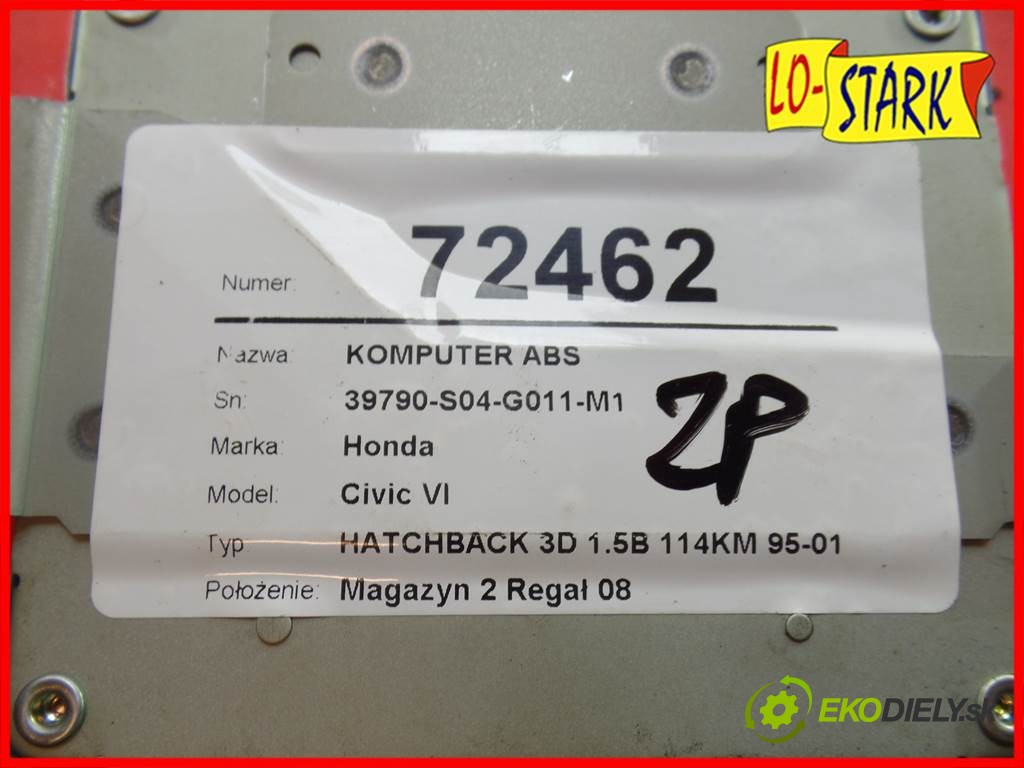 LO-STARK
Numer: 72462
Nazwa: KOMPUTER ABS
Sn: 39790-S04-G011-M1
Marka: Honda
Model: Civic VI
Typ HATCHBACK 3D 1.5B 114KM 95-01
Położenie: Magazyn 2 Regał 08
ZP
EKODIELY.sk